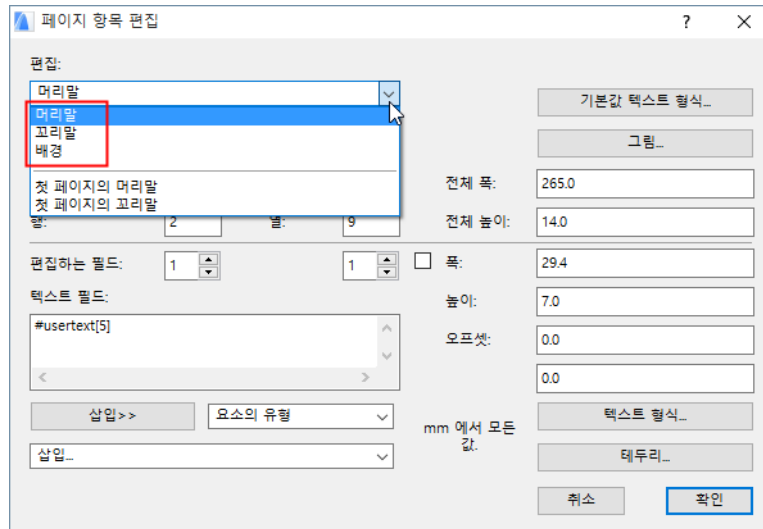 페이지 항목 편집
?
편집:
머리말
머리말
꼬리말
배경
첫 페이지의 머리말
첫 페이지의 꼬리말
기본값 텍스트 형식...
그림...
전체 폭: 265.0
행: 2 열: 9 전체 높이: 14.0
편집하는 필드: 1 1 폭: 29.4
텍스트 필드: 높이: 7.0
#usertext[5] 오프셋: 0.0
0.0
삽입>> 요소의 유형 텍스트 형식...
mm 에서 모든
값.
삽입... 테두리...
취소 확인